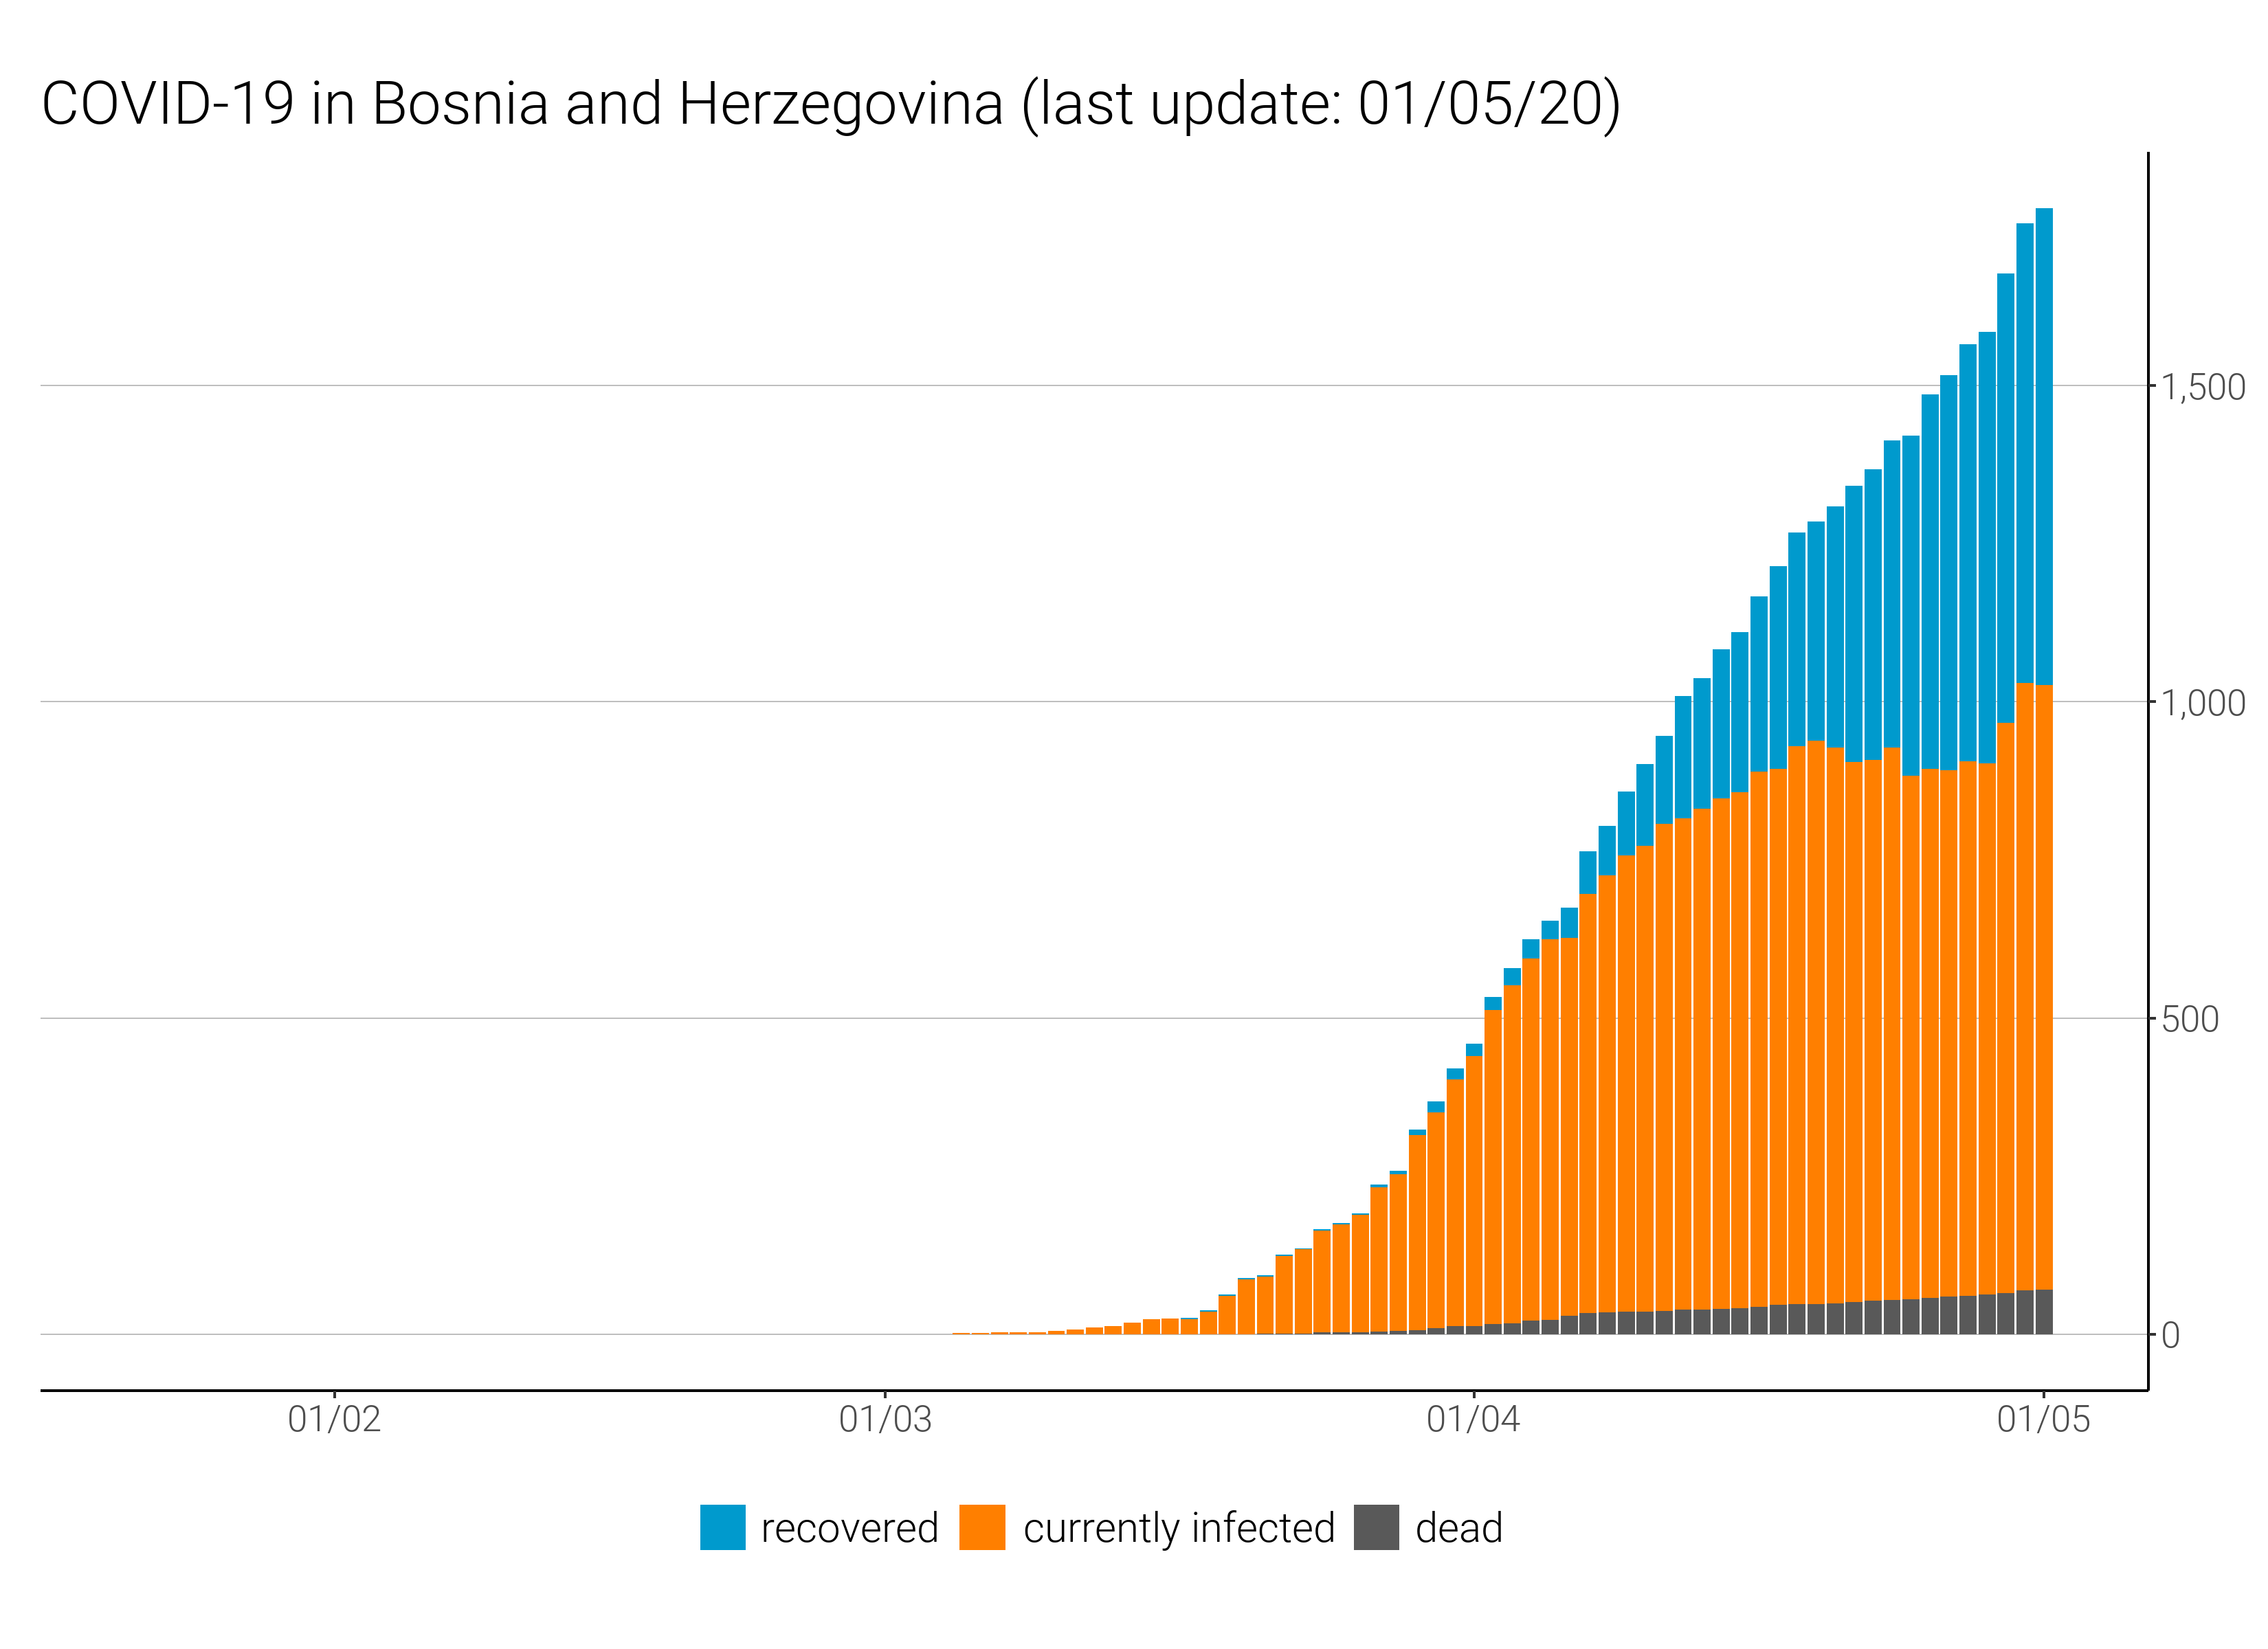 COVID-19 in Bosnia and Herzegovina (last update: 01/05/20)
1,500
1,000
500
0
01/02 01/03 01/04 01/05
recovered currently infected dead